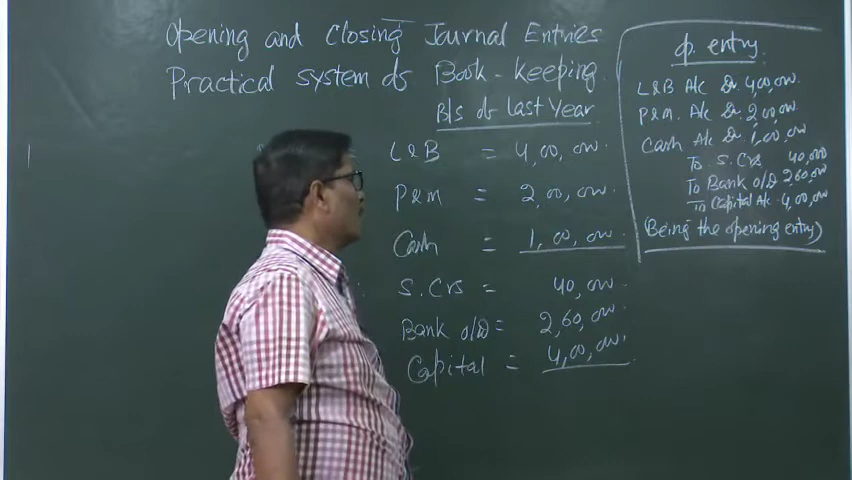 Opening and Closing Journal Entries
Practical system of Book-keeping
B/s of last Year
L&B = 4,00,000
P&M = 2,00,000
Cash = 1,00,000
S.Crs = 40,000
Bank o/D = 2,60,000
Capital = 4,00,000
Op. entry
L&B A/c Dr. 4,00,000
P&M A/c Dr. 2,00,000
Cash A/c Dr. 1,00,000
To S.Crs 40,000
To Bank o/D 2,60,000
To Capital A/c 4,00,000
(Being the opening entry)